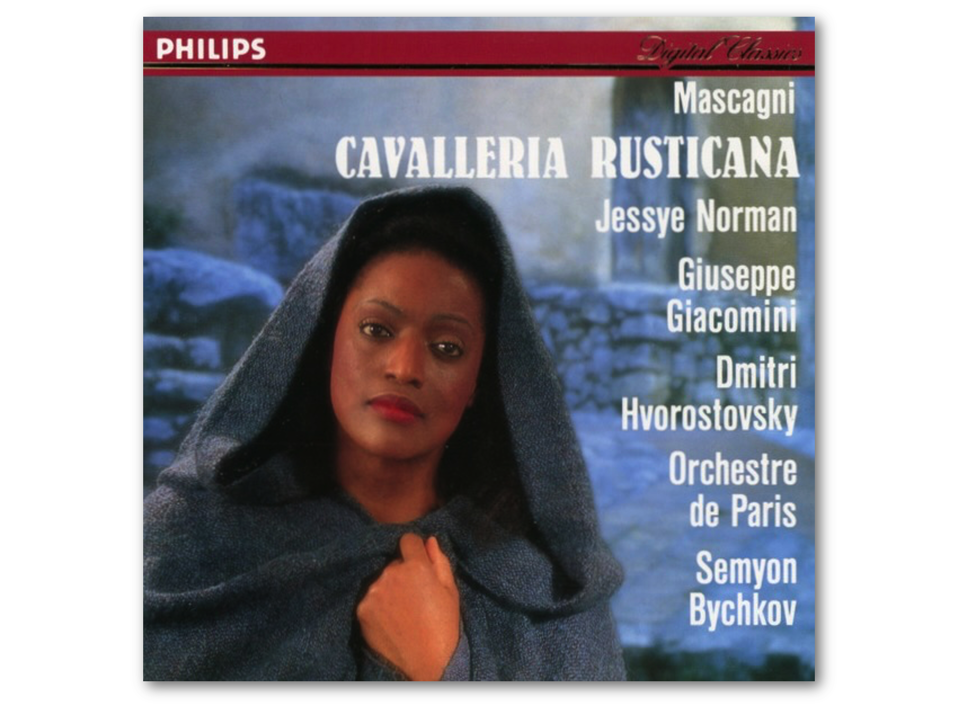 PHILIPS
Digital Classics
Mascagni
CAVALLERIA RUSTICANA
Jessye Norman
Giuseppe
Giacomini
Dmitri
Hvorostovsky
Orchestre
de Paris
Semyon
Bychkov